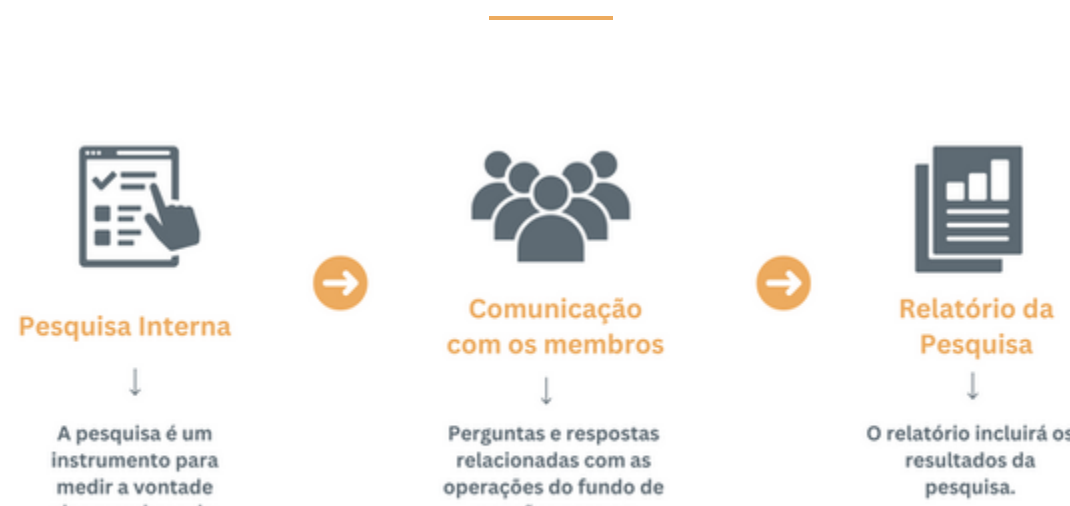 Pesquisa Interna
A pesquisa é um
instrumento para
medir a vontade
Comunicação
com os membros
Perguntas e respostas
relacionadas com as
operações do fundo de
Relatório da
Pesquisa
O relatório incluirá os
resultados da
pesquisa.